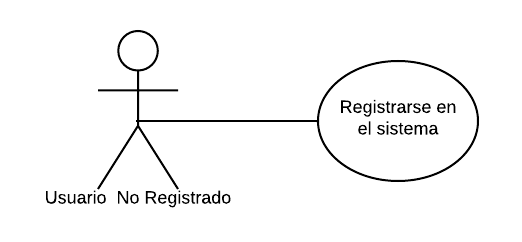 Registrarse en
el sistema
Usuario  No Registrado